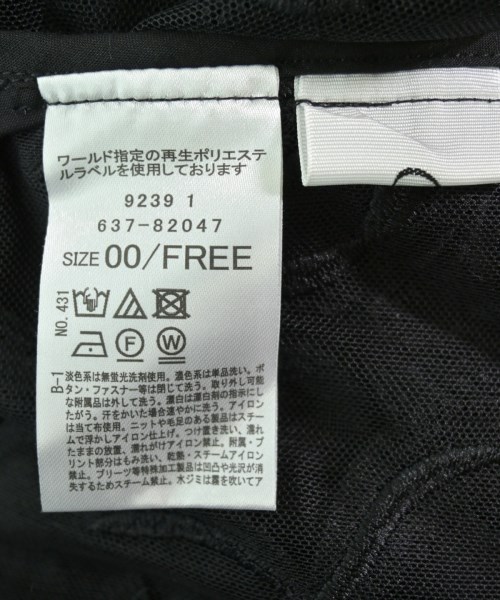 ワールド指定の再生ポリエステ
ルラベルを使用しております
9239 1
637-82047
SIZE 00/FREE
NO. 431
F
W
B-1
淡色系は無蛍光洗剤使用。濃色系は単品洗い。ボ
タン・ファスナー等は閉じて洗う。取り外し可能
な附属品は外して洗う。漂白は漂白剤の指示にし
たがう。汗をかいた場合速やかに洗う。アイロン
は当て布使用。ニットや毛足のある製品はスチー
ムで浮かしアイロン仕上げ。つけ置き洗い、濡れ
たままの放置、濡れがけアイロン禁止。附属・プ
リント部分はもみ洗い、乾熱・スチームアイロン
禁止。プリーツ等特殊加工製品は凹凸や光沢が消
失するためスチーム禁止。水ジミは霧を吹いてア